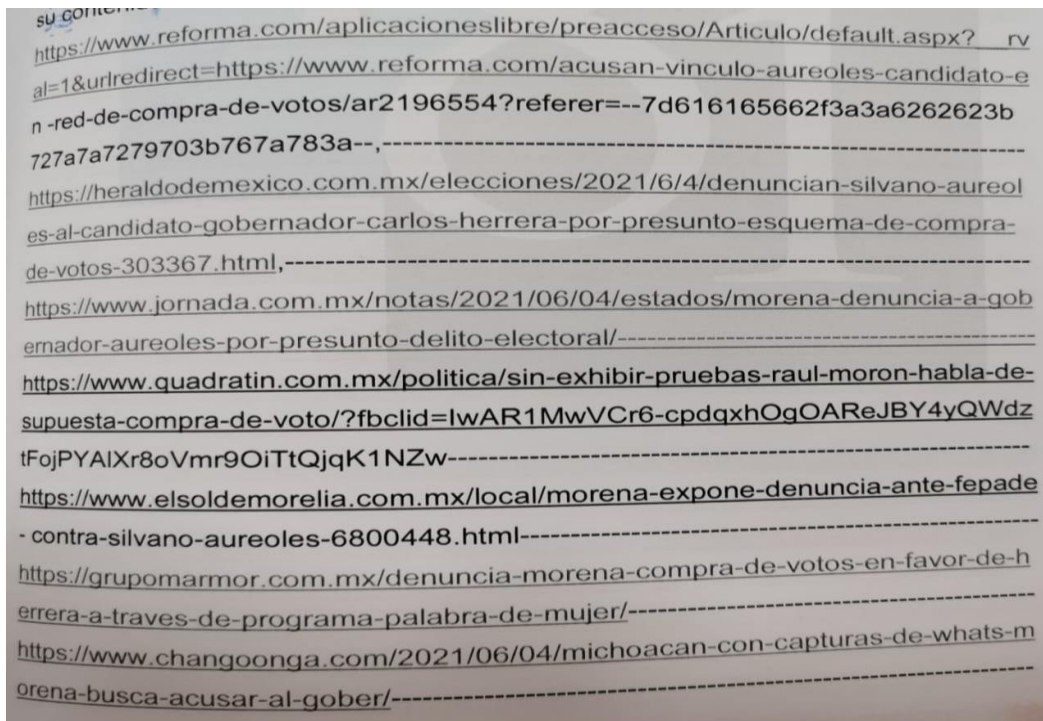 su
https://www.reforma.com/aplicacioneslibre/preacceso/Articulo/default.aspx?__rv
al=1&urlredirect=https://www.reforma.com/acusan-vinculo-aureoles-candidato-e
n -red-de-compra-de-votos/ar2196554?referer=--7d616165662f3a3a6262623b
727a7a7279703b767a783a--,------------------------------------------------------------
https://heraldodemexico.com.mx/elecciones/2021/6/4/denuncian-silvano-aureol
es-al-candidato-gobernador-carlos-herrera-por-presunto-esquema-de-compra-
de-votos-303367.html,----------------------------------------------------------------------
https://www.jornada.com.mx/notas/2021/06/04/estados/morena-denuncia-a-gob
ernador-aureoles-por-presunto-delito-electoral/----------------------------------------
https://www.quadratin.com.mx/politica/sin-exhibir-pruebas-raul-moron-habla-de-
supuesta-compra-de-voto/?fbclid=IwAR1MwVCr6-cpdqxhOgOAReJBY4yQWdz
tFojPYAlXr8oVmr9OiTtQjqK1NZw-------------------------------------------------------
https://www.elsoldemorelia.com.mx/local/morena-expone-denuncia-ante-fepade
- contra-silvano-aureoles-6800448.html--------------------------------------------------
https://grupomarmor.com.mx/denuncia-morena-compra-de-votos-en-favor-de-h
errera-a-traves-de-programa-palabra-de-mujer/---------------------------------------
https://www.changoonga.com/2021/06/04/michoacan-con-capturas-de-whats-m
orena-busca-acusar-al-gober/------------------------------------------------------------